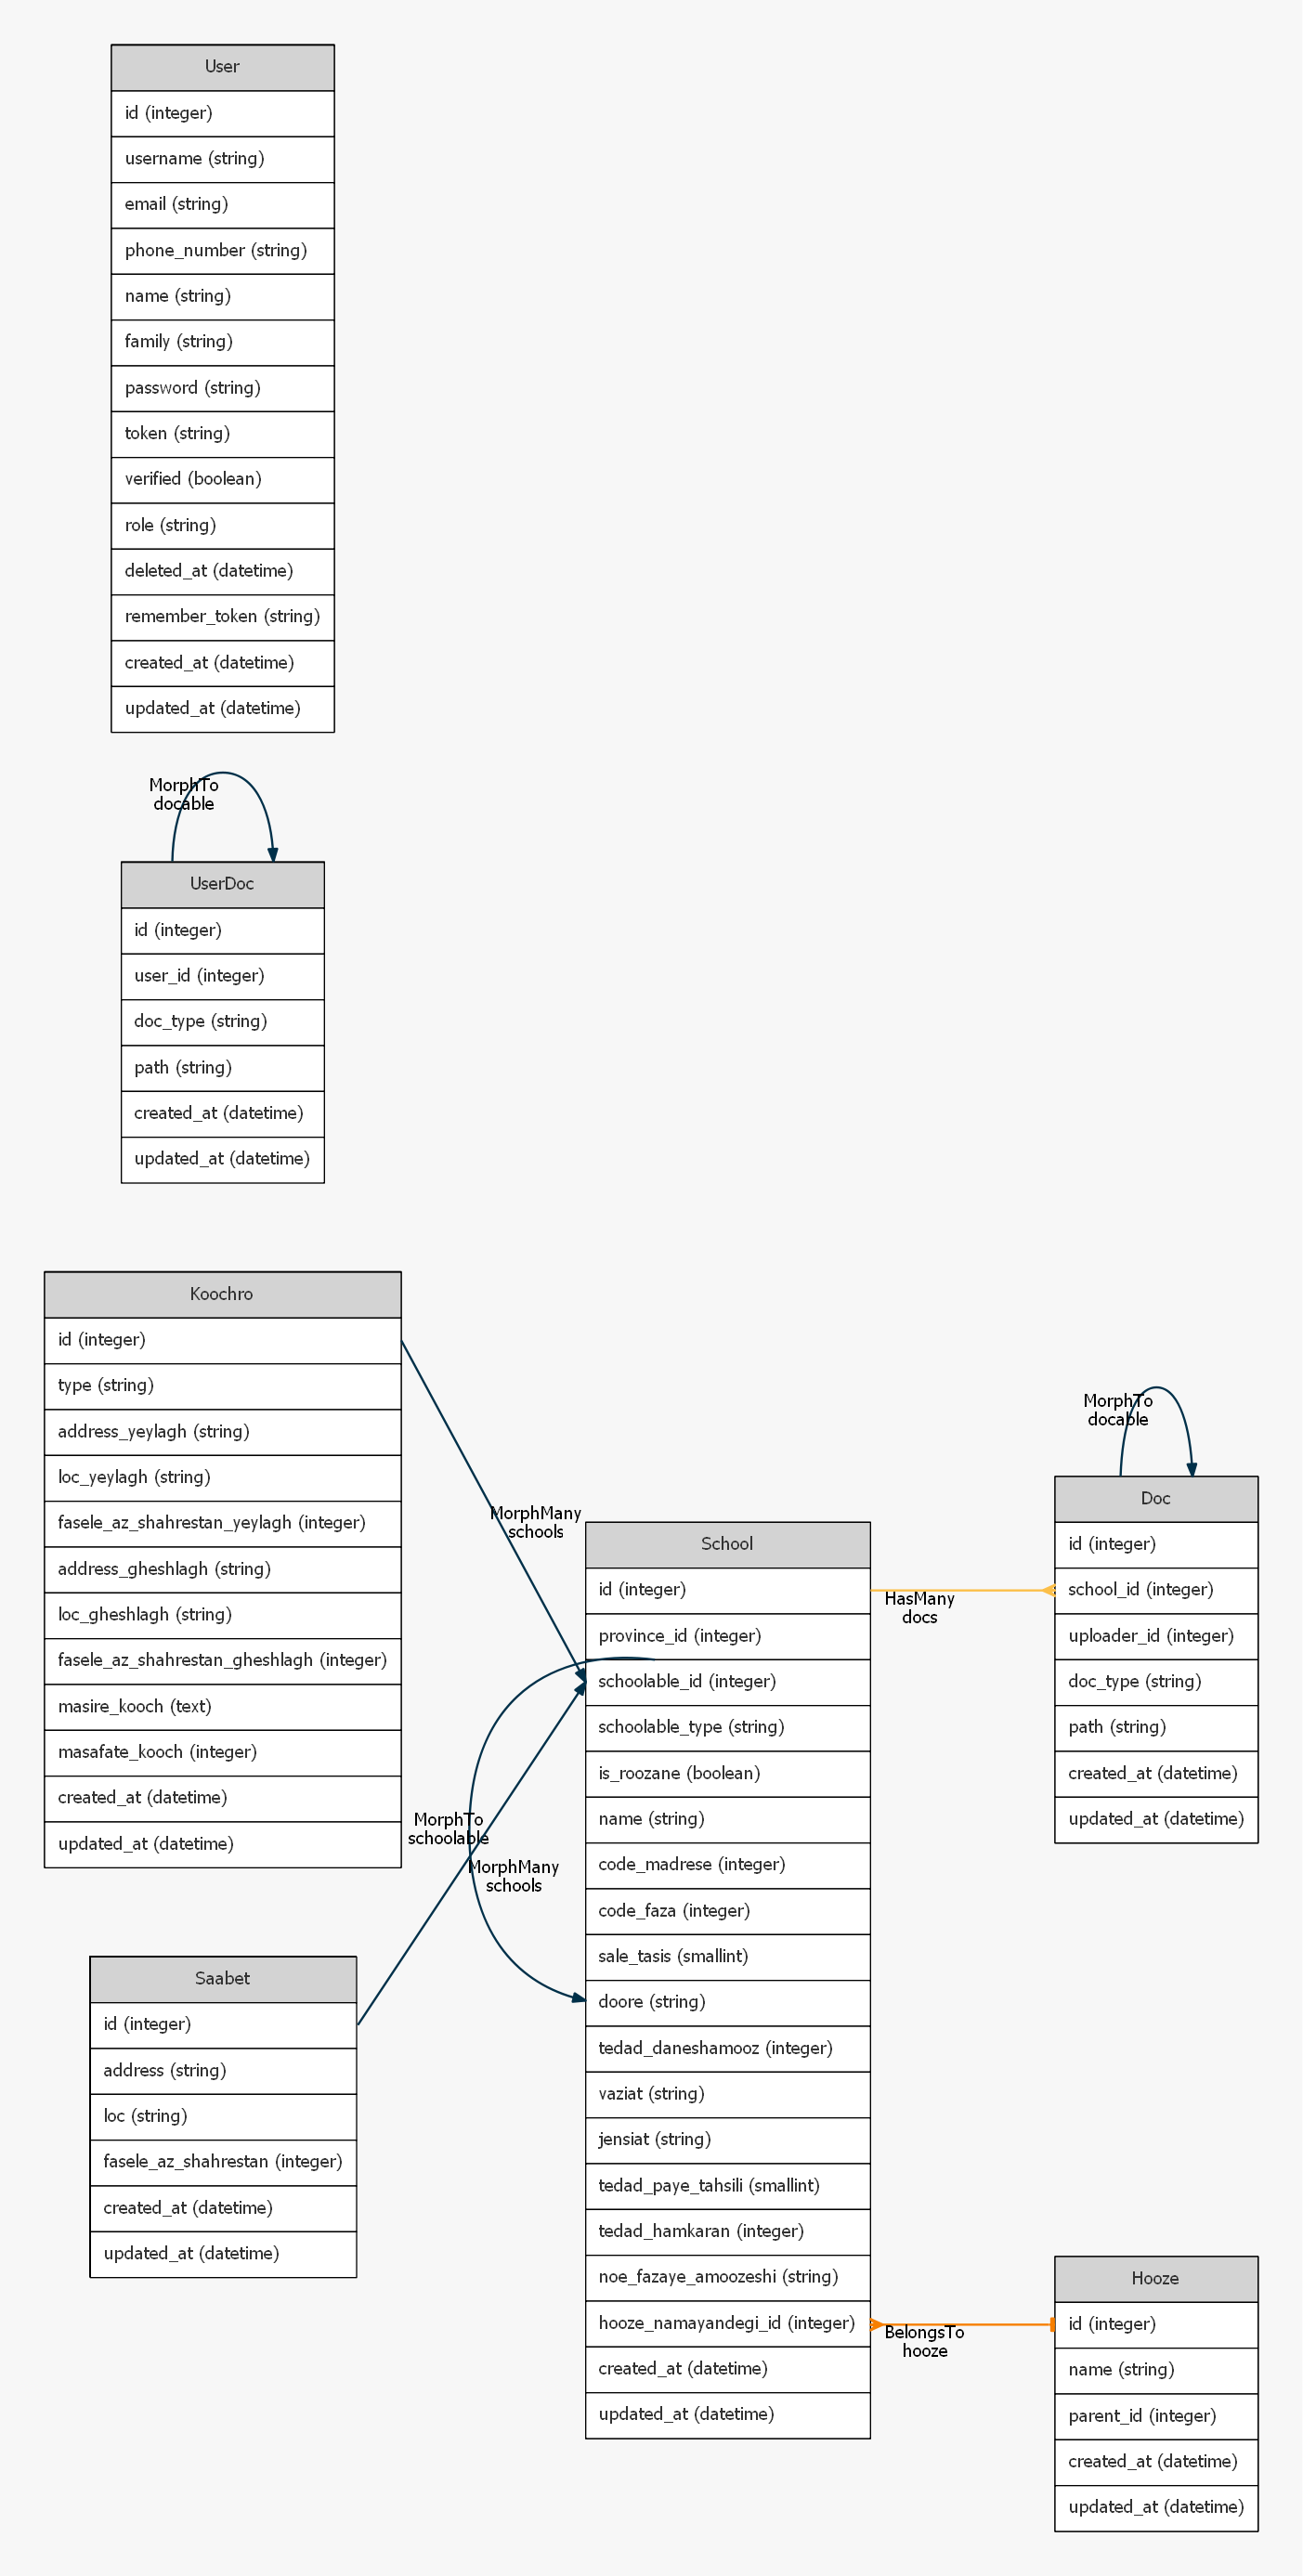 User
id (integer)
username (string)
email (string)
phone_number (string)
name (string)
family (string)
password (string)
token (string)
verified (boolean)
role (string)
deleted_at (datetime)
remember_token (string)
created_at (datetime)
updated_at (datetime)
MorphTo
docable
UserDoc
id (integer)
user_id (integer)
doc_type (string)
path (string)
created_at (datetime)
updated_at (datetime)
Koochro
id (integer)
type (string)
address_yeylagh (string)
loc_yeylagh (string)
fasele_az_shahrestan_yeylagh (integer)
address_gheshlagh (string)
loc_gheshlagh (string)
fasele_az_shahrestan_gheshlagh (integer)
masire_kooch (text)
masafate_kooch (integer)
created_at (datetime)
updated_at (datetime)
Saabet
id (integer)
address (string)
loc (string)
fasele_az_shahrestan (integer)
created_at (datetime)
updated_at (datetime)
MorphMany
schools
MorphTo
schoolable
MorphMany
schools
School
id (integer)
province_id (integer)
schoolable_id (integer)
schoolable_type (string)
is_roozane (boolean)
name (string)
code_madrese (integer)
code_faza (integer)
sale_tasis (smallint)
doore (string)
tedad_daneshamooz (integer)
vaziat (string)
jensiat (string)
tedad_paye_tahsili (smallint)
tedad_hamkaran (integer)
noe_fazaye_amoozeshi (string)
hooze_namayandegi_id (integer)
created_at (datetime)
updated_at (datetime)
HasMany
docs
BelongsTo
hooze
MorphTo
docable
Doc
id (integer)
school_id (integer)
uploader_id (integer)
doc_type (string)
path (string)
created_at (datetime)
updated_at (datetime)
Hooze
id (integer)
name (string)
parent_id (integer)
created_at (datetime)
updated_at (datetime)